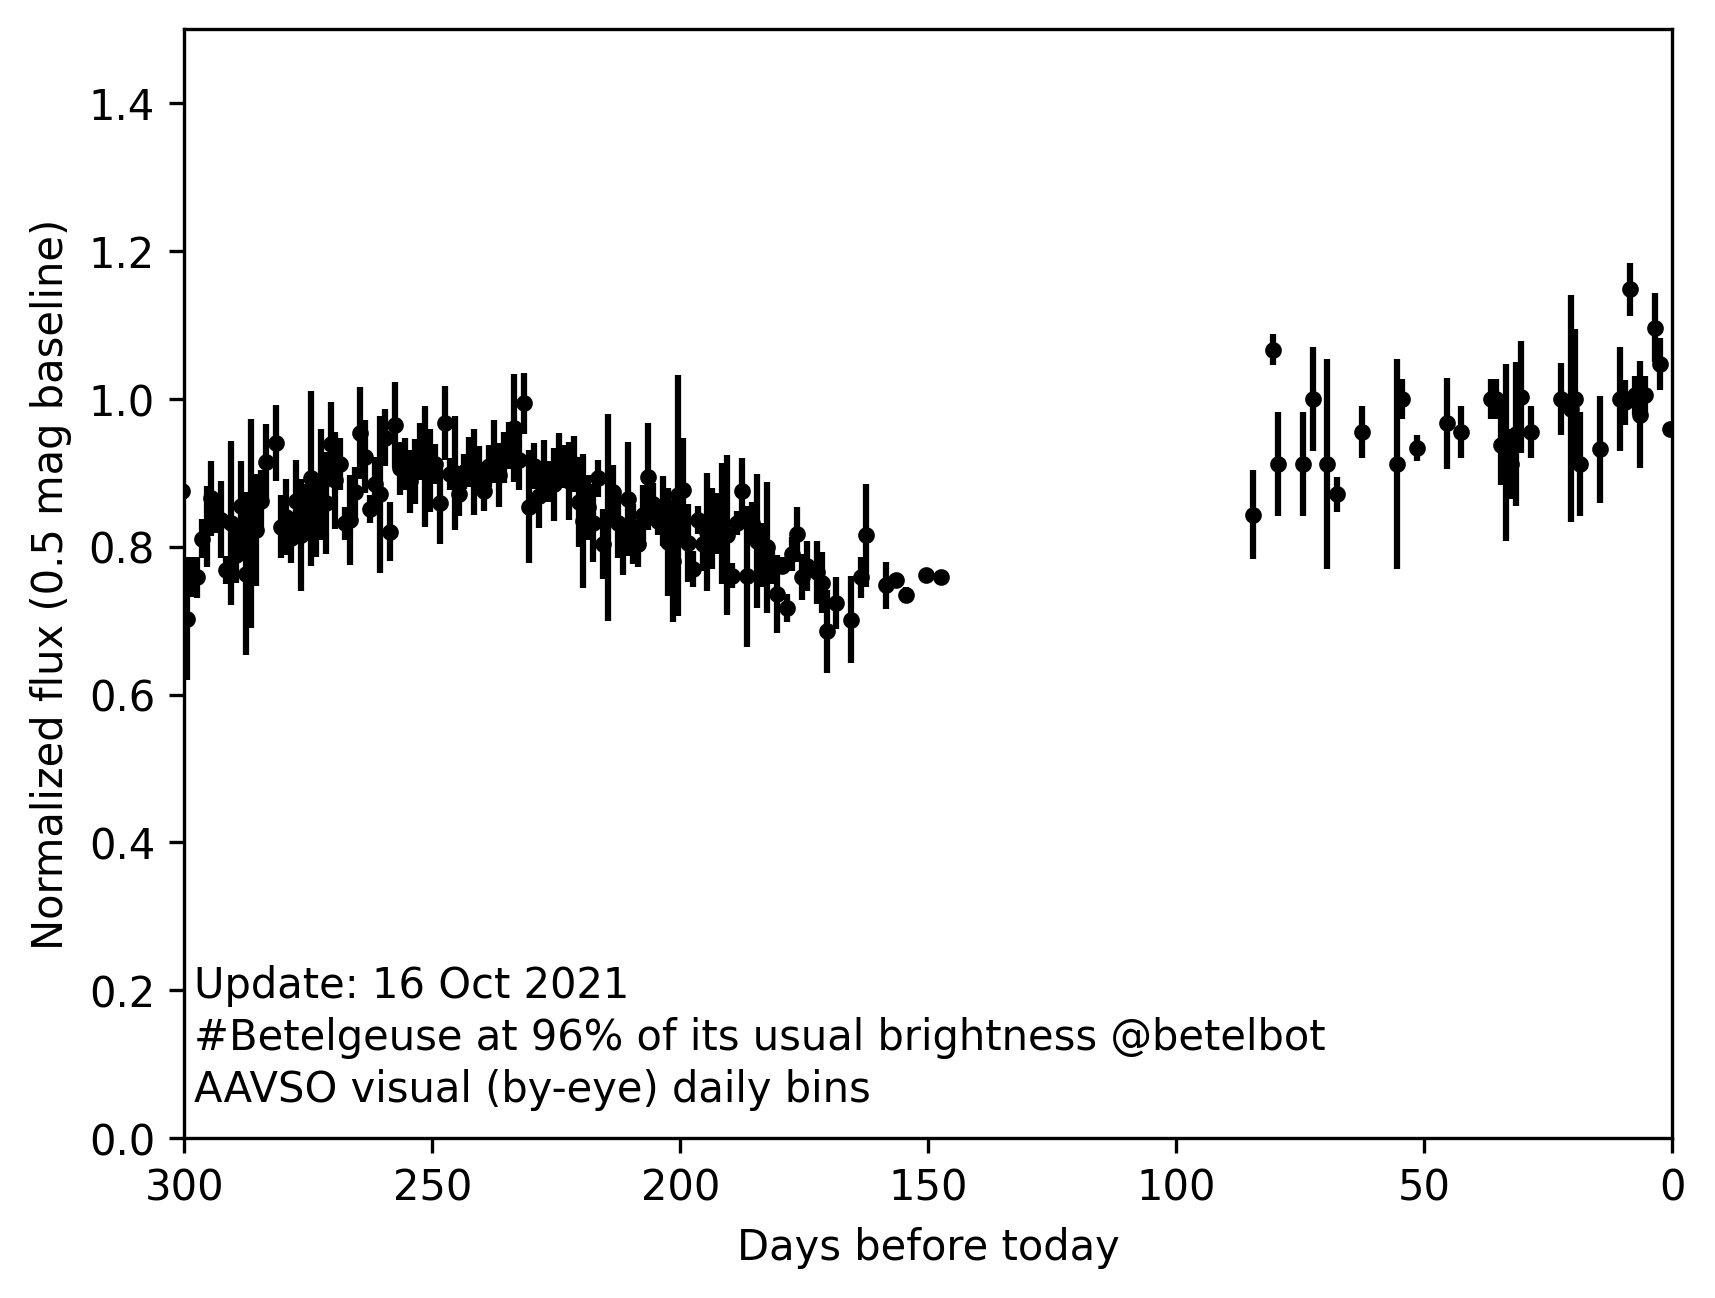 1.4
1.2
1.0
0.8
0.6
0.4
0.2
0.0
Normalized flux (0.5 mag baseline)
Update: 16 Oct 2021
#Betelgeuse at 96% of its usual brightness @betelbot
AAVSO visual (by-eye) daily bins
300 250 200 150 100 50 0
Days before today